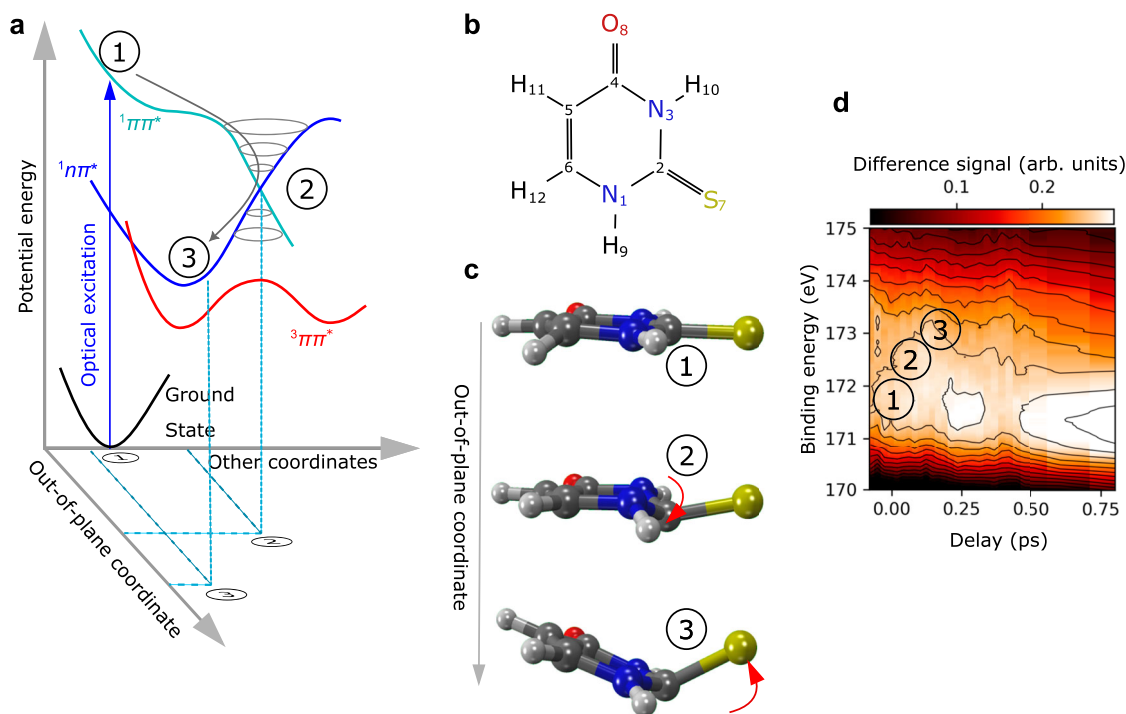 a
1
¹ππ*
¹nπ*
2
3
³ππ*
Potential energy
Optical excitation
Ground
State
Other coordinates
Out-of-plane coordinate
1
2
3
b
O₈
H₁₁
4
H₁₀
5
N₃
6
2
H₁₂
N₁
S₇
H₉
c
Out-of-plane coordinate
1
2
3
d
Difference signal (arb. units)
0.1 0.2
175
174
173
172
171
170
Binding energy (eV)
3
2
1
0.00 0.25 0.50 0.75
Delay (ps)